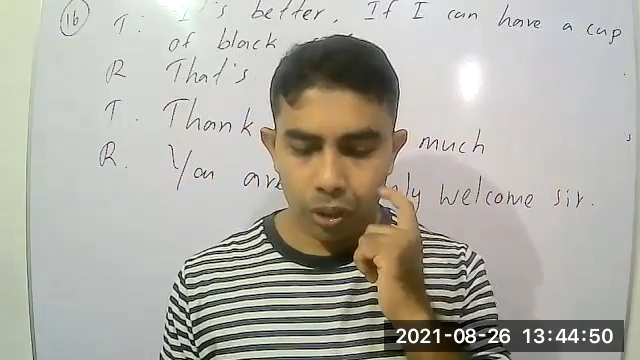 16 T: It's better, If I can have a cup
of black
R That's
T. Thank much
R. You are welcome sir.
2021-08-26 13:44:50